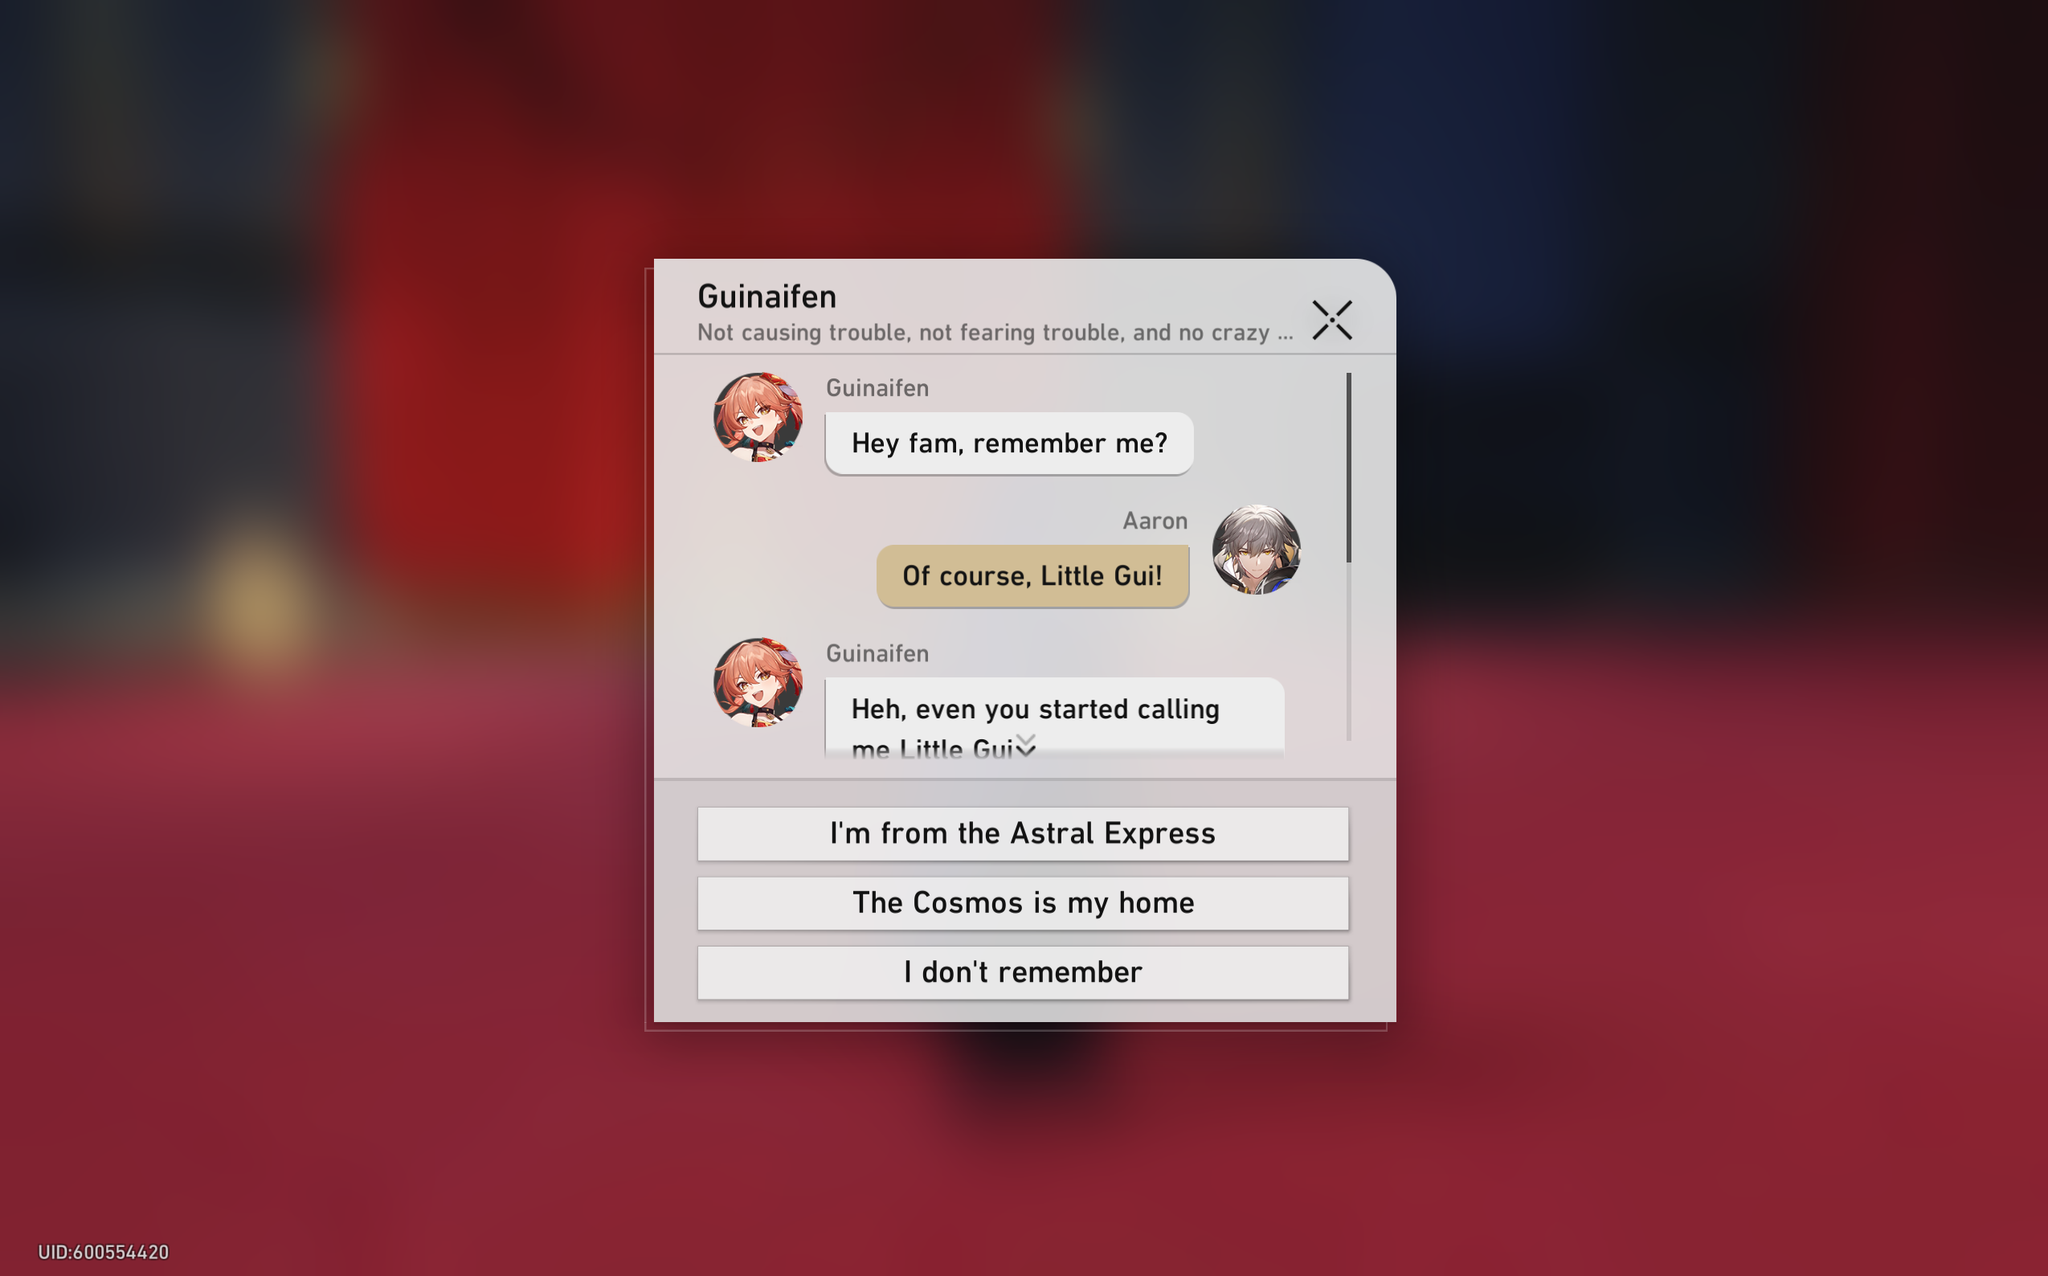 Guinaifen
Not causing trouble, not fearing trouble, and no crazy ...
Guinaifen
Hey fam, remember me?
Aaron
Of course, Little Gui!
Guinaifen
Heh, even you started calling
me Little Gui
I'm from the Astral Express
The Cosmos is my home
I don't remember
UID:600554420